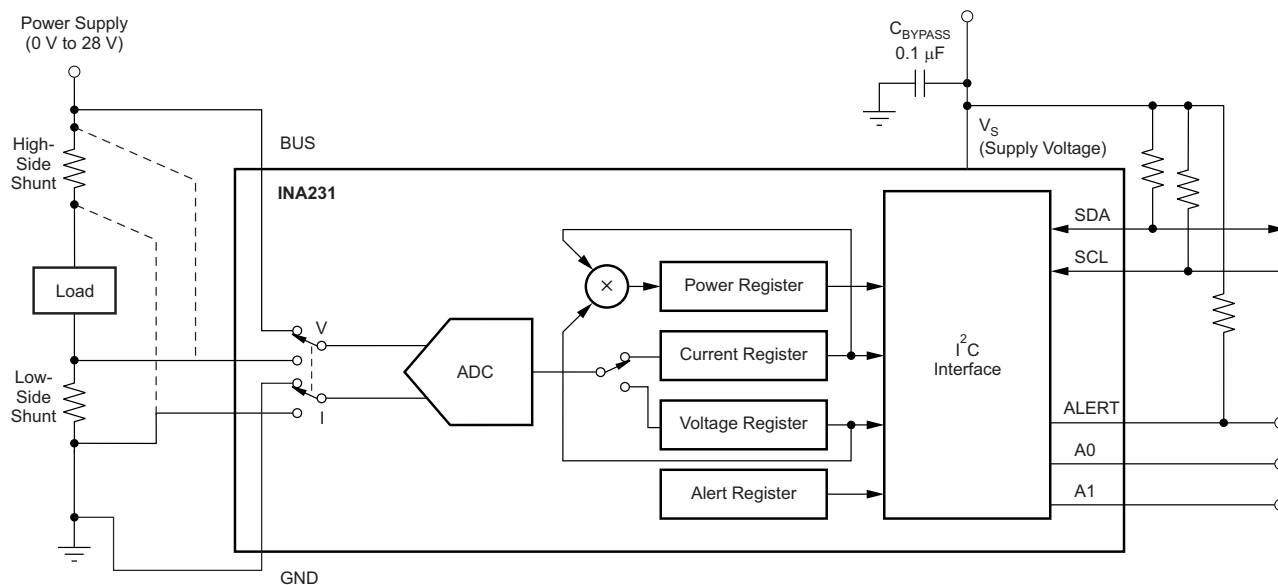 Power Supply
(0 V to 28 V)
C_BYPASS
0.1 μF
High-
Side
Shunt
BUS
V_S
(Supply Voltage)
INA231
SDA
SCL
Load
V
×
Power Register
ADC
Current Register
I²C
Interface
Low-
Side
Shunt
I
Voltage Register
ALERT
A0
Alert Register
A1
GND